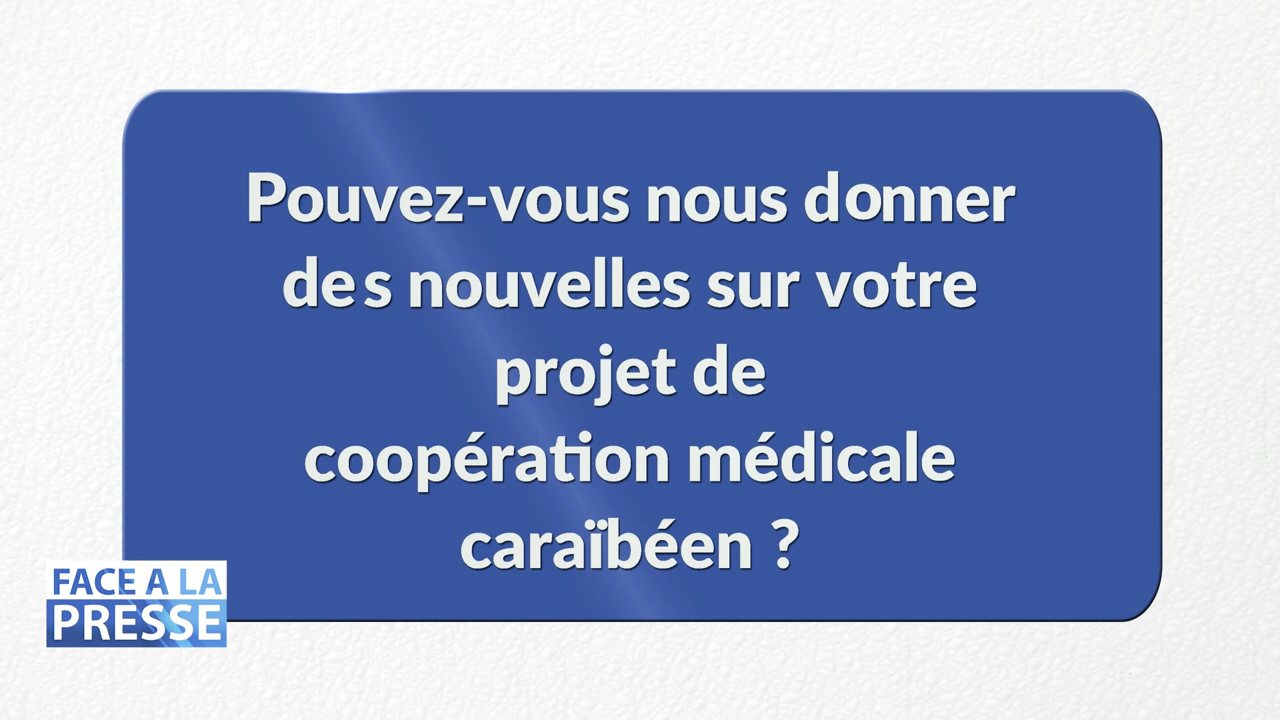 Pouvez-vous nous donner
des nouvelles sur votre
projet de
coopération médicale
caraïbéen ?
FACE A LA
PRESSE